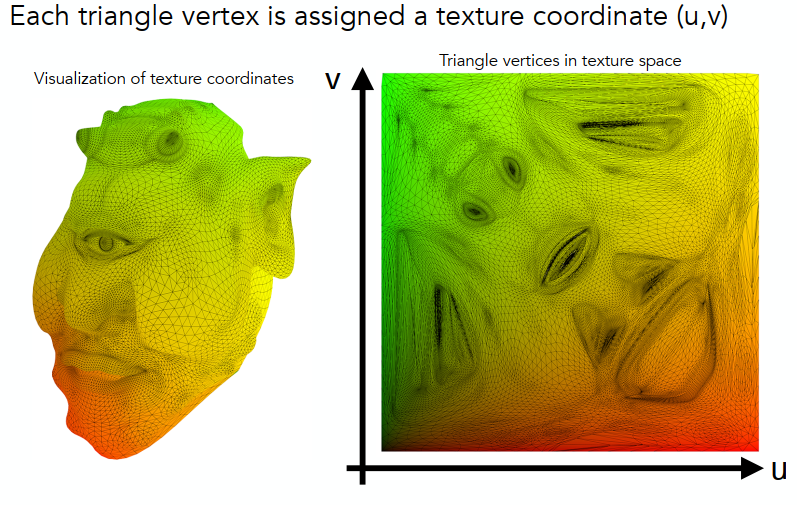 Each triangle vertex is assigned a texture coordinate (u,v)
Visualization of texture coordinates
Triangle vertices in texture space
v
u